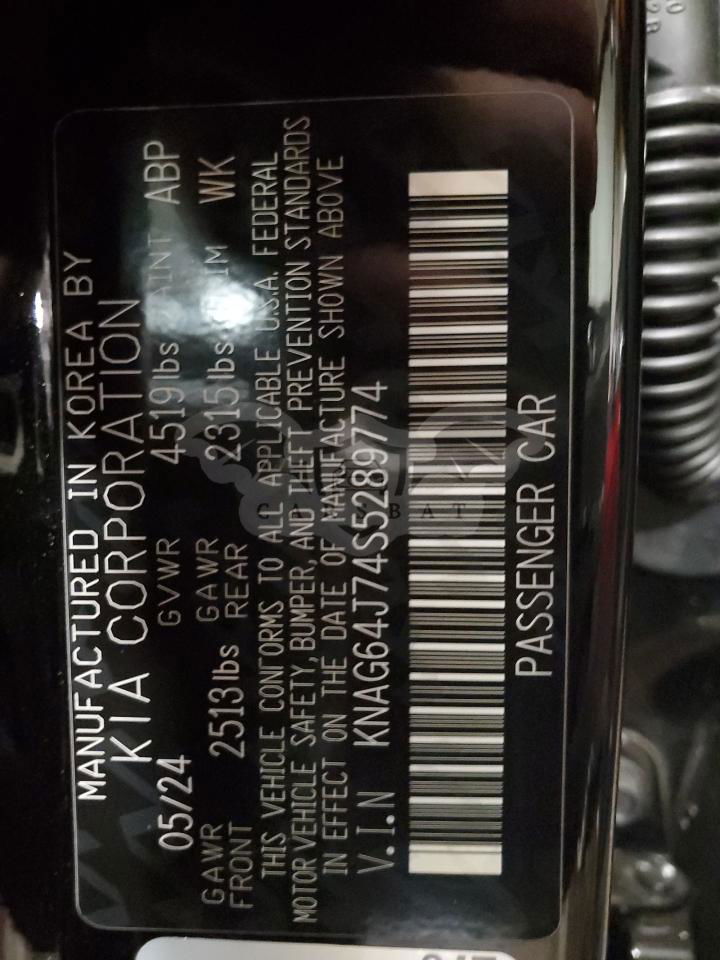 MANUFACTURED IN KOREA BY
KIA CORPORATION
05/24 GVWR 4519lbs PAINT ABP
GAWR FRONT 2513lbs GAWR REAR 2315lbs TRIM WK
THIS VEHICLE CONFORMS TO ALL APPLICABLE U.S.A. FEDERAL
MOTOR VEHICLE SAFETY, BUMPER, AND THEFT PREVENTION STANDARDS
IN EFFECT ON THE DATE OF MANUFACTURE SHOWN ABOVE
V.I.N KNAG64J74S5289774
PASSENGER CAR